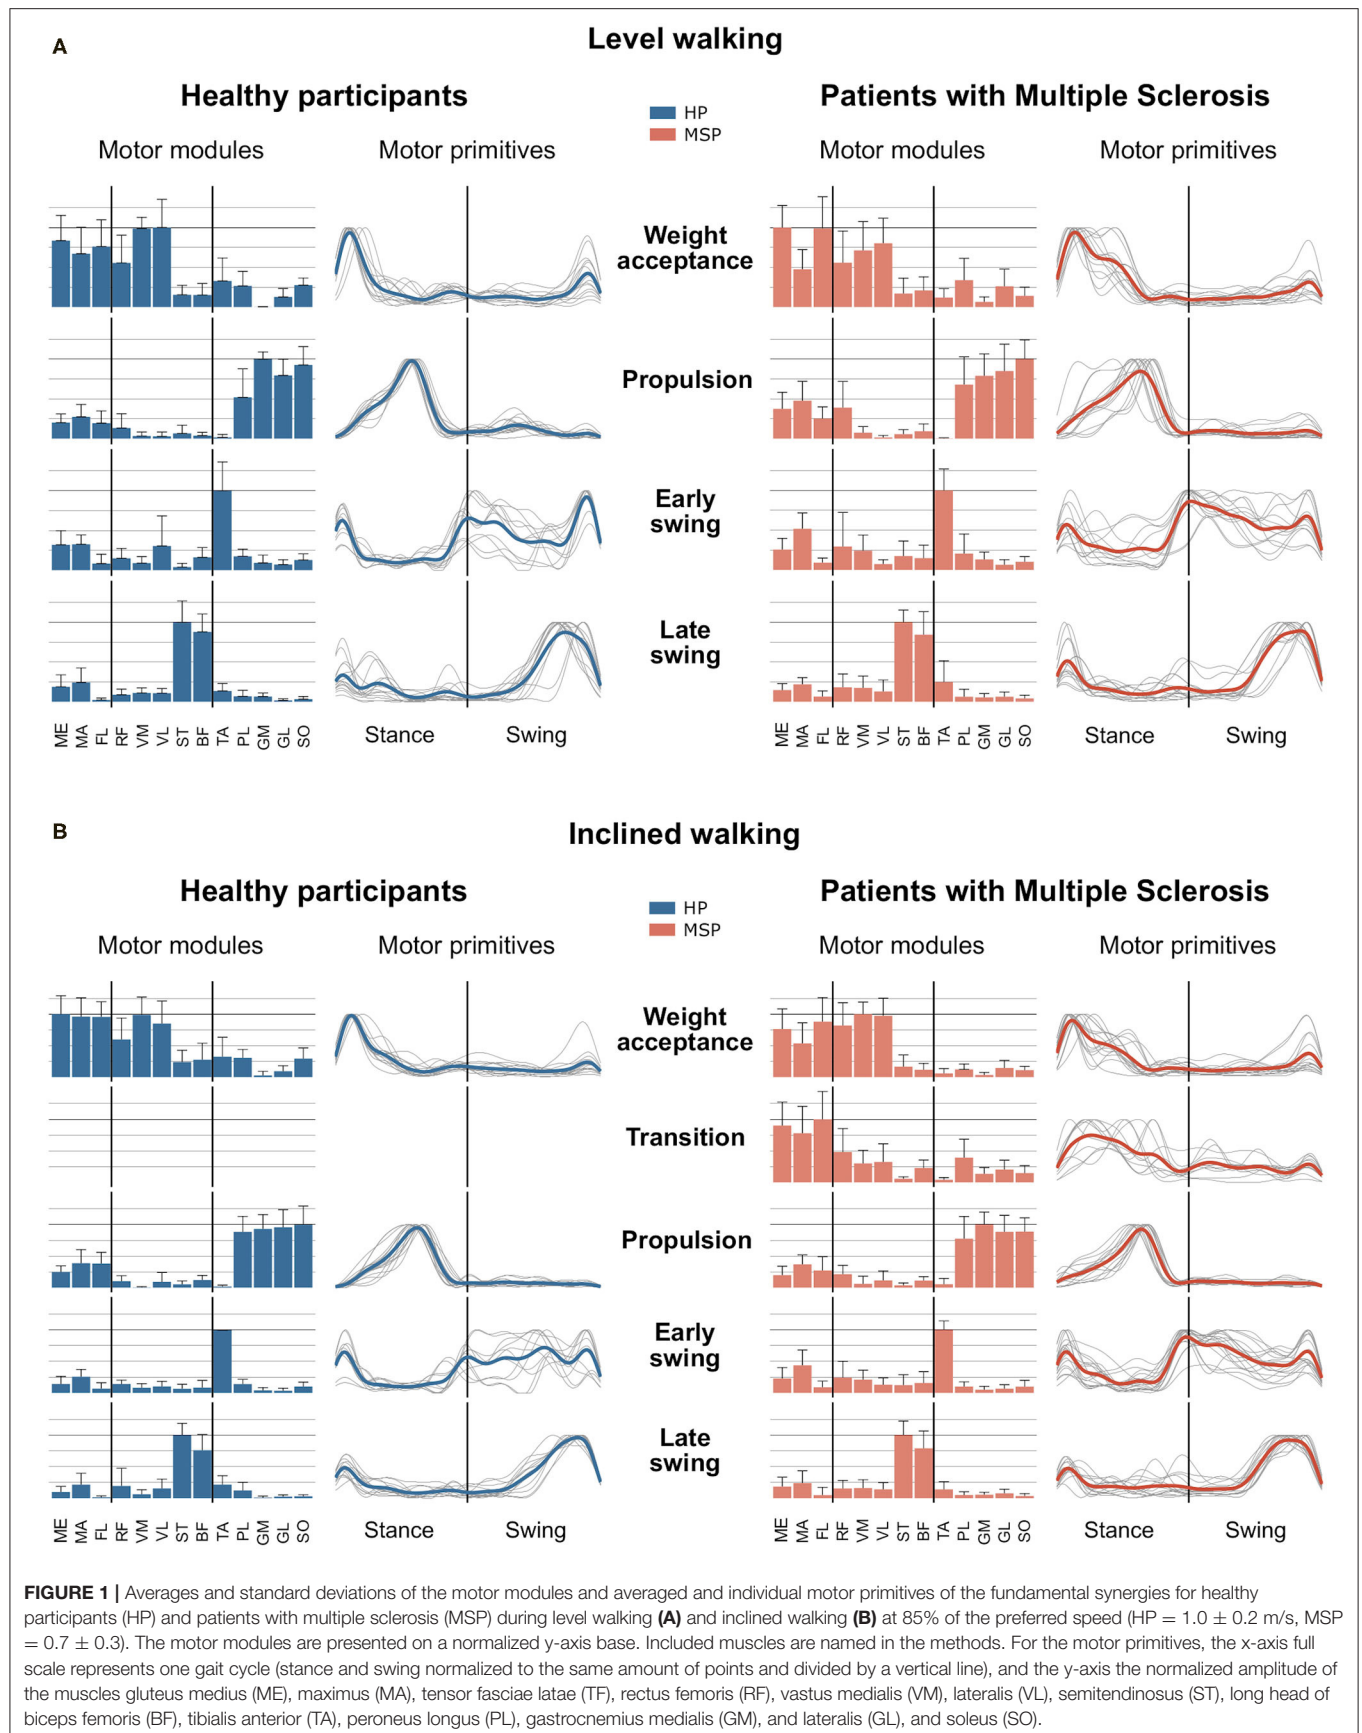 A
Level walking
Healthy participants
Patients with Multiple Sclerosis
HP
MSP
Motor modules
Motor primitives
Motor modules
Motor primitives
Weight
acceptance
Propulsion
Early
swing
Late
swing
ME MA FL RF VM VL ST BF TA PL GM GL SO
Stance Swing
ME MA FL RF VM VL ST BF TA PL GM GL SO
Stance Swing
B
Inclined walking
Healthy participants
Patients with Multiple Sclerosis
HP
MSP
Motor modules
Motor primitives
Motor modules
Motor primitives
Weight
acceptance
Transition
Propulsion
Early
swing
Late
swing
ME MA FL RF VM VL ST BF TA PL GM GL SO
Stance Swing
ME MA FL RF VM VL ST BF TA PL GM GL SO
Stance Swing
FIGURE 1 | Averages and standard deviations of the motor modules and averaged and individual motor primitives of the fundamental synergies for healthy
participants (HP) and patients with multiple sclerosis (MSP) during level walking (A) and inclined walking (B) at 85% of the preferred speed (HP = 1.0 ± 0.2 m/s, MSP
= 0.7 ± 0.3). The motor modules are presented on a normalized y-axis base. Included muscles are named in the methods. For the motor primitives, the x-axis full
scale represents one gait cycle (stance and swing normalized to the same amount of points and divided by a vertical line), and the y-axis the normalized amplitude of
the muscles gluteus medius (ME), maximus (MA), tensor fasciae latae (TF), rectus femoris (RF), vastus medialis (VM), lateralis (VL), semitendinosus (ST), long head of
biceps femoris (BF), tibialis anterior (TA), peroneus longus (PL), gastrocnemius medialis (GM), and lateralis (GL), and soleus (SO).